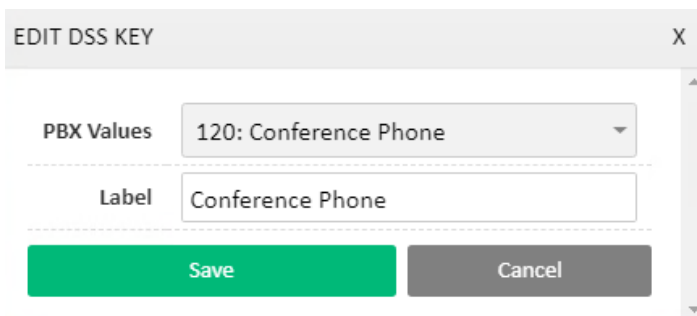 EDIT DSS KEY X
PBX Values 120: Conference Phone
Label Conference Phone
Save Cancel